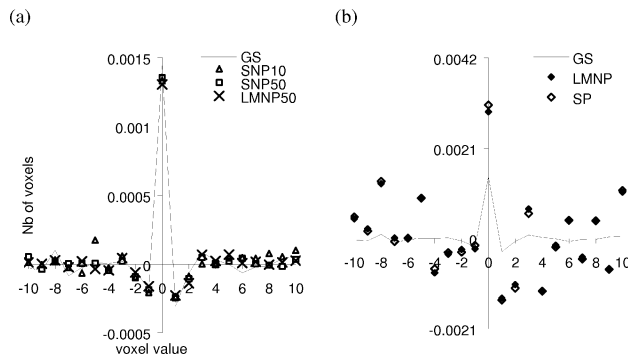 (a)
(b)
0.0015
GS
SNP10
SNP50
LMNP50
0.001
0.0005
0
-0.0005
Nb of voxels
-10 -8 -6 -4 -2 0 2 4 6 8 10
voxel value
0.0042
GS
LMNP
SP
0.0021
0
-0.0021
-10 -8 -6 -4 -2 0 2 4 6 8 10